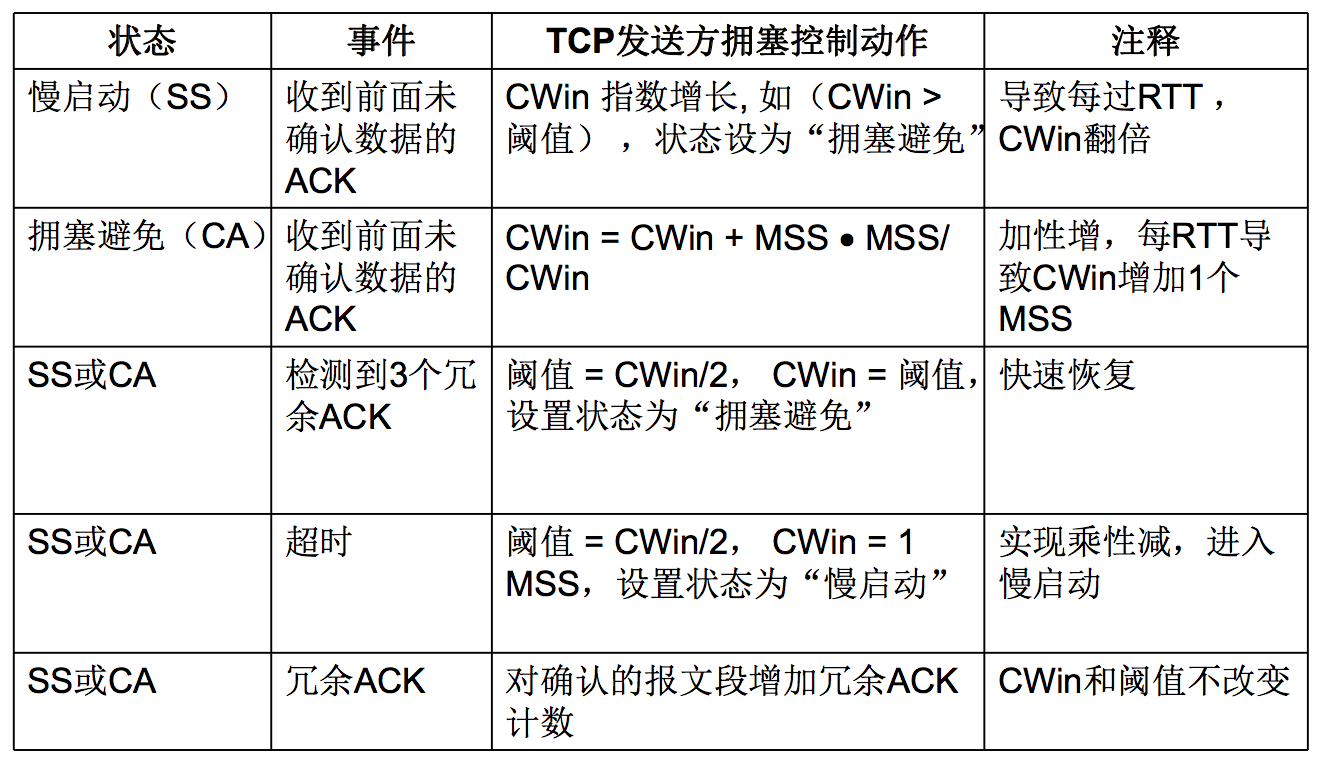 状态 事件 TCP发送方拥塞控制动作 注释
慢启动（SS）
收到前面未
确认数据的
ACK
CWin 指数增长, 如（CWin >
阈值），状态设为“拥塞避免”
导致每过RTT，
CWin翻倍
拥塞避免（CA）
收到前面未
确认数据的
ACK
CWin = CWin + MSS • MSS/
CWin
加性增，每RTT导
致CWin增加1个
MSS
SS或CA
检测到3个冗
余ACK
阈值 = CWin/2， CWin = 阈值，
设置状态为“拥塞避免”
快速恢复
SS或CA
超时
阈值 = CWin/2， CWin = 1
MSS，设置状态为“慢启动”
实现乘性减，进入
慢启动
SS或CA
冗余ACK
对确认的报文段增加冗余ACK
计数
CWin和阈值不改变